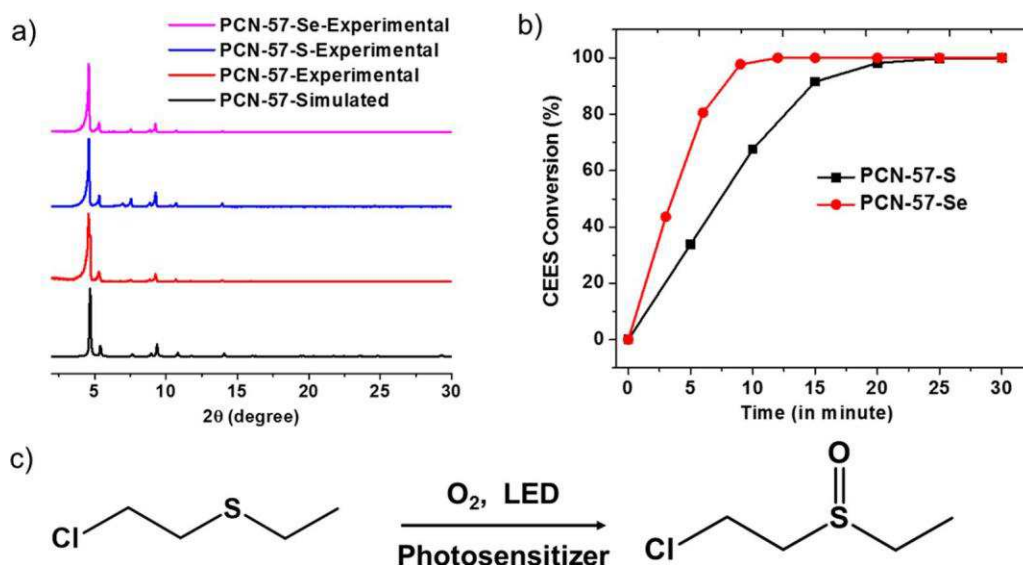 a)
PCN-57-Se-Experimental
PCN-57-S-Experimental
PCN-57-Experimental
PCN-57-Simulated
5 10 15 20 25 30
2θ (degree)
b)
100
80
60
40
20
0
CEES Conversion (%)
PCN-57-S
PCN-57-Se
0 5 10 15 20 25 30
Time (in minute)
c)
Cl
S
O₂, LED
Photosensitizer
O
S
Cl